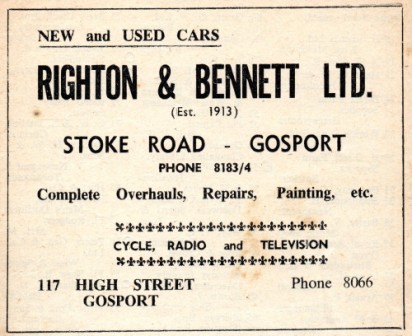 NEW and USED CARS
RIGHTON & BENNETT LTD.
(Est. 1913)
STOKE ROAD - GOSPORT
PHONE 8183/4
Complete Overhauls, Repairs, Painting, etc.
CYCLE, RADIO and TELEVISION
117 HIGH STREET Phone 8066
GOSPORT